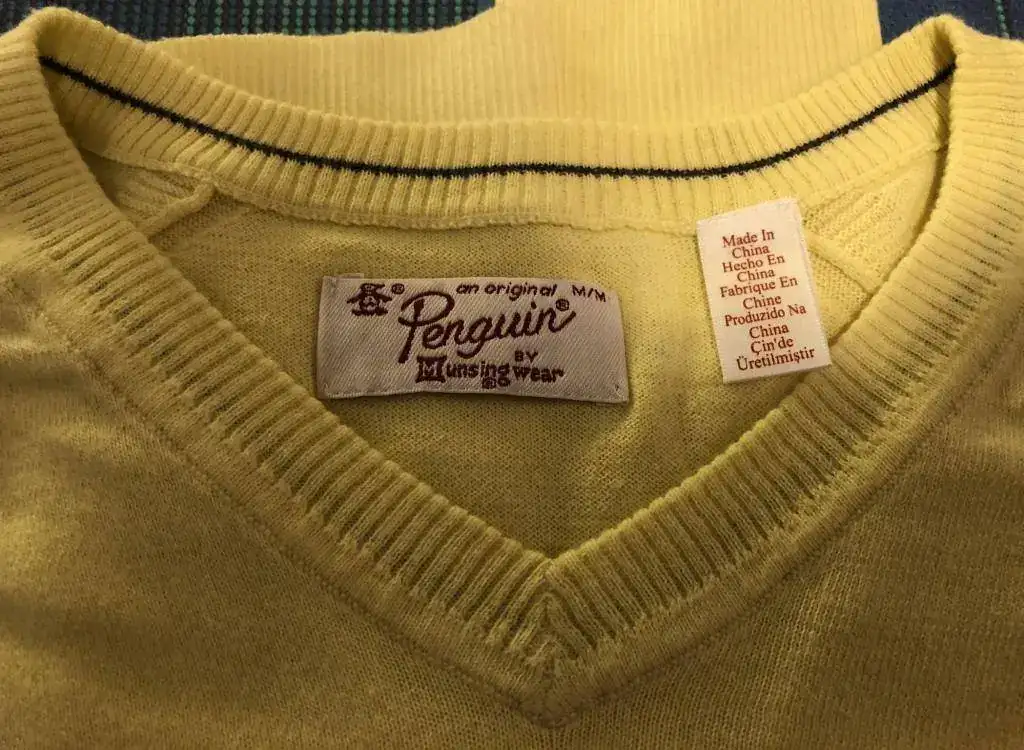 an original M/M
Penguin®
BY
Munsingwear
®
Made In
China
Hecho En
China
Fabrique En
Chine
Produzido Na
China
Çin'de
Üretilmiştir